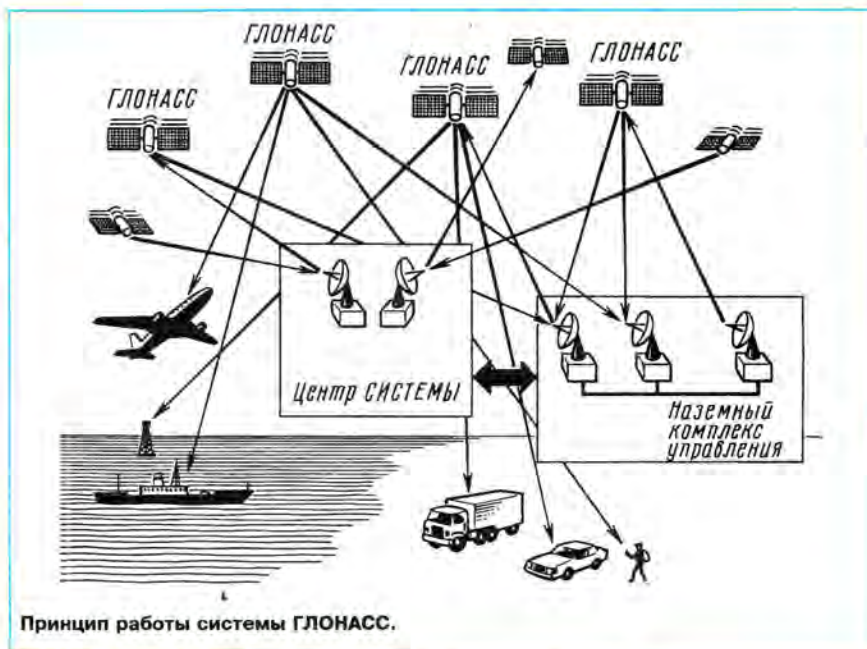 ГЛОНАСС
ГЛОНАСС
ГЛОНАСС
ГЛОНАСС
Центр СИСТЕМЫ
Наземный
комплекс
управления
Принцип работы системы ГЛОНАСС.